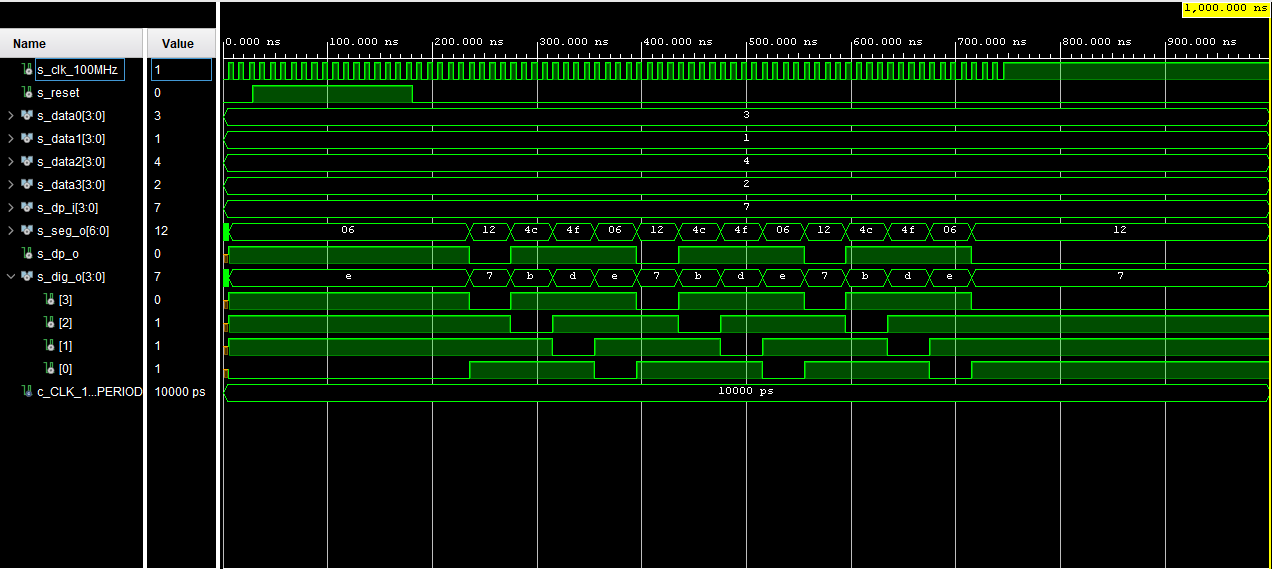 1,000.000 ns
Name Value
0.000 ns 100.000 ns 200.000 ns 300.000 ns 400.000 ns 500.000 ns 600.000 ns 700.000 ns 800.000 ns 900.000 ns
s_clk_100MHz 1
s_reset 0
s_data0[3:0] 3 3
s_data1[3:0] 1 1
s_data2[3:0] 4 4
s_data3[3:0] 2 2
s_dp_i[3:0] 7 7
s_seg_o[6:0] 12 06 12 4c 4f 06 12 4c 4f 06 12 4c 4f 06 12
s_dp_o 0
s_dig_o[3:0] 7 e 7 b d e 7 b d e 7 b d e 7
[3] 0
[2] 1
[1] 1
[0] 1
c_CLK_1...PERIOD 10000 ps 10000 ps